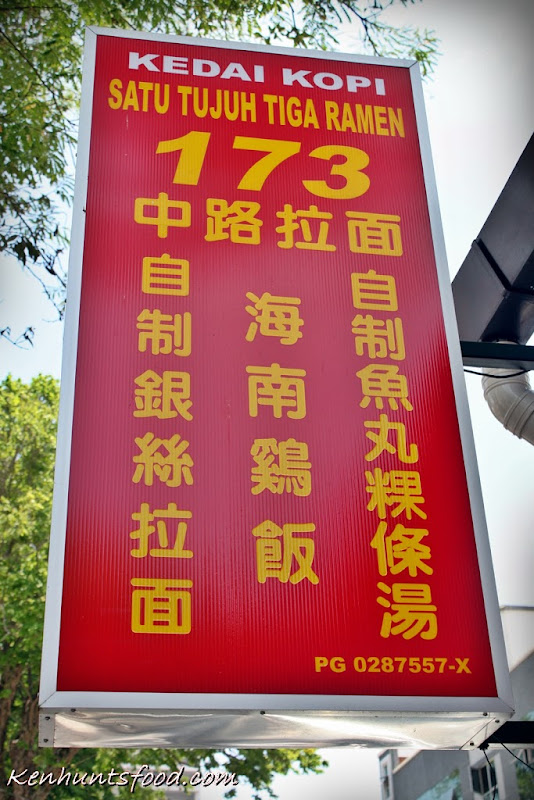 KEDAI KOPI
SATU TUJUH TIGA RAMEN
173
中路拉面
自制魚丸粿條湯
海南鷄飯
自制銀絲拉面
PG 0287557-X
Kenhuntsfood.com